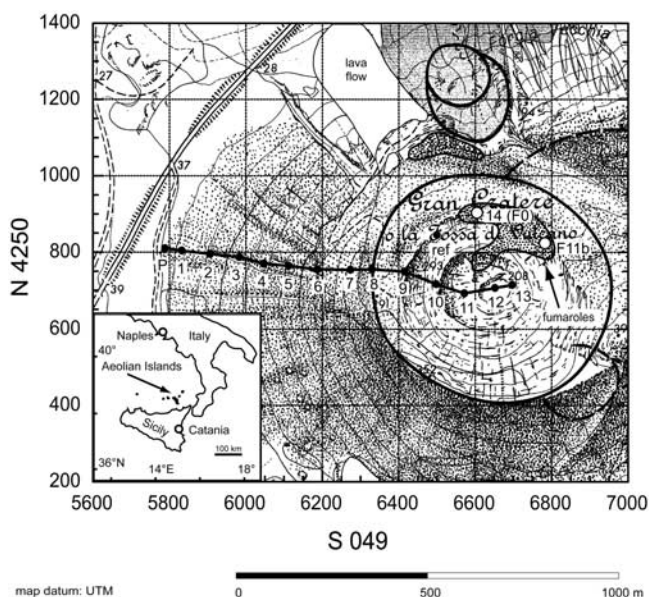 1400
1200
1000
800
600
400
200
N 4250
5600
5800
6000
6200
6400
6600
6800
7000
S 049
27
28
37
39
lava
flow
Forgia Vecchia
Gran Cratere
o la Fossa di Vulcano
14 (F0)
F11b
ref
fumaroles
P 1 2 3 4 5 6 7 8 9 10 11 12 13
208
Naples
Italy
40°
Aeolian Islands
Sicily
Catania
100 km
36°N
14°E
18°
map datum: UTM
0
500
1000 m